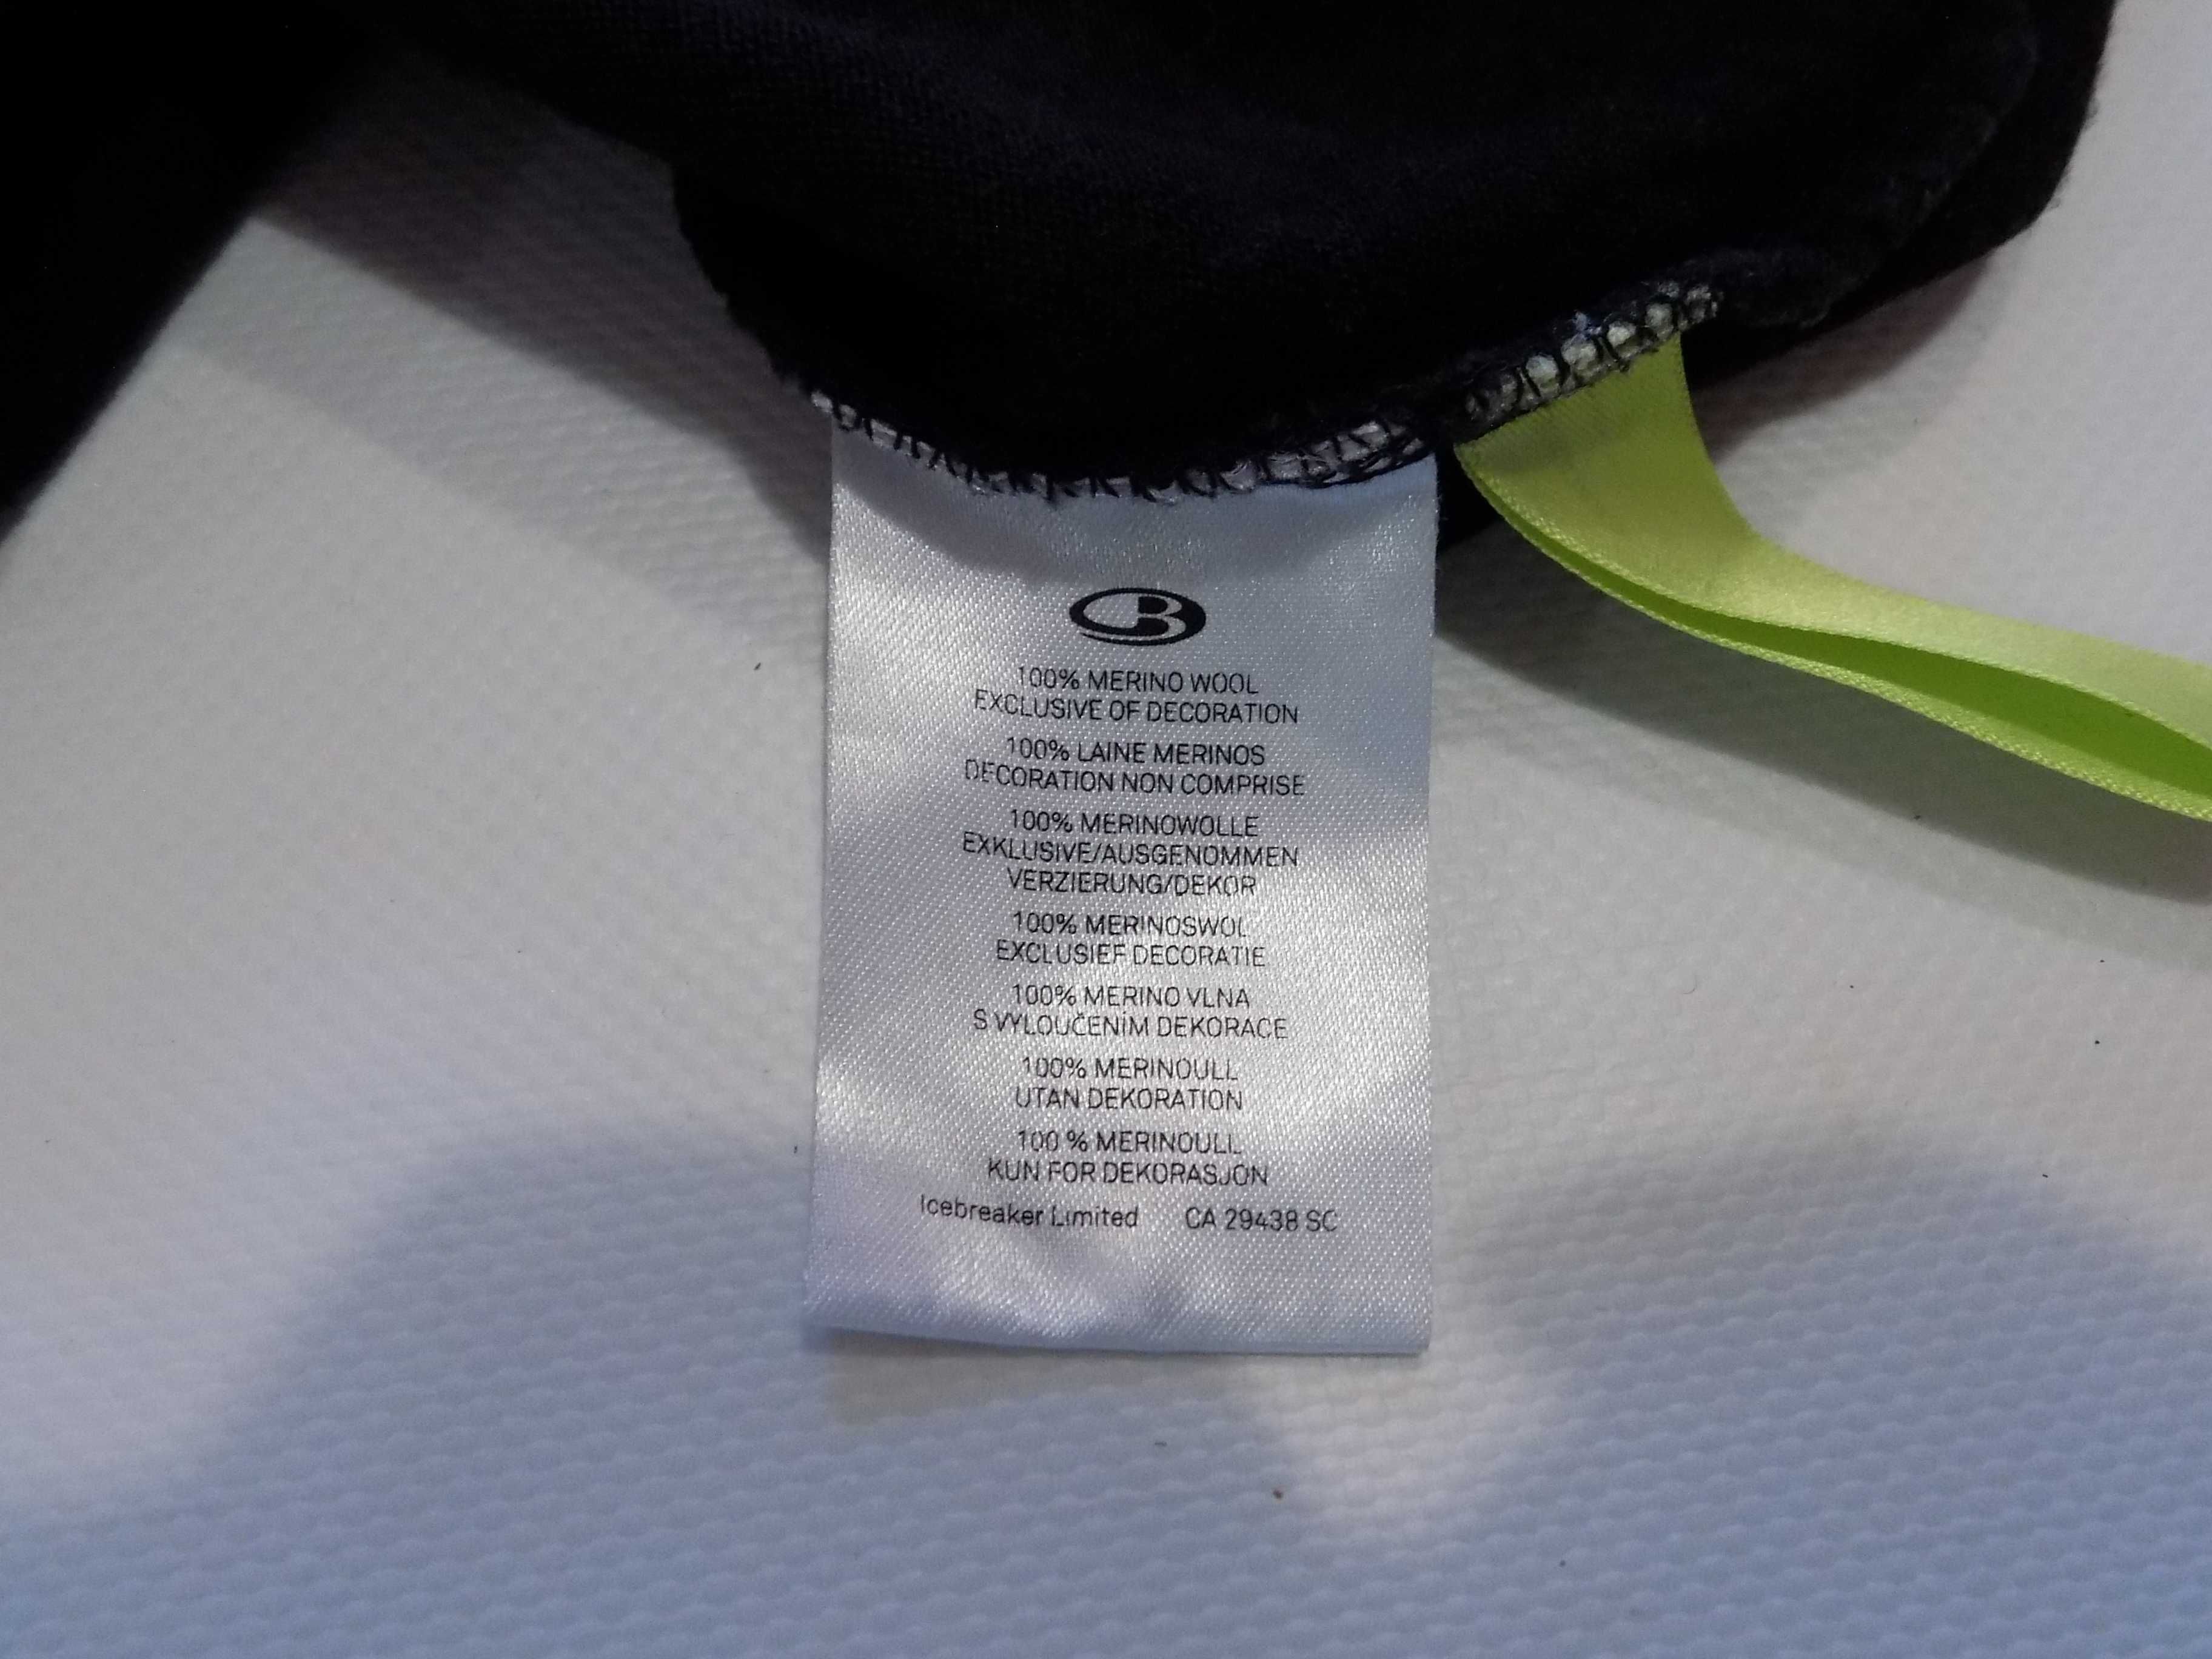 100% MERINO WOOL
EXCLUSIVE OF DECORATION
100% LAINE MERINOS
DECORATION NON COMPRISE
100% MERINOWOLLE
EXKLUSIVE/AUSGENOMMEN
VERZIERUNG/DEKOR
100% MERINOSWOL
EXCLUSIEF DECORATIE
100% MERINO VLNA
S VYLOUČENÍM DEKORACE
100% MERINOULL
UTAN DEKORATION
100 % MERINOULL
KUN FOR DEKORASJON
Icebreaker Limited CA 29438 SC